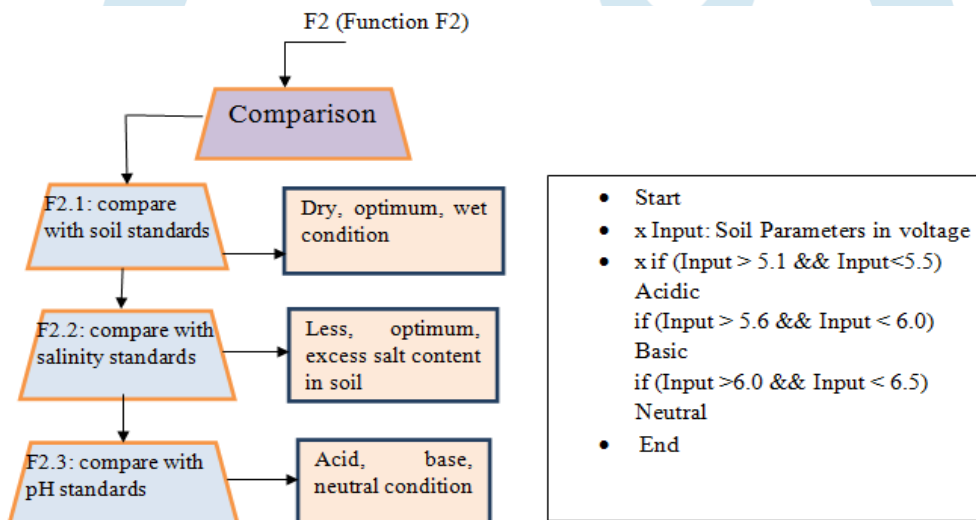 F2 (Function F2)
Comparison
F2.1: compare
with soil standards
Dry, optimum, wet
condition
F2.2: compare with
salinity standards
Less, optimum,
excess salt content
in soil
F2.3: compare with
pH standards
Acid, base,
neutral condition
• Start
• x Input: Soil Parameters in voltage
• x if (Input > 5.1 && Input<5.5)
Acidic
if (Input > 5.6 && Input < 6.0)
Basic
if (Input >6.0 && Input < 6.5)
Neutral
• End